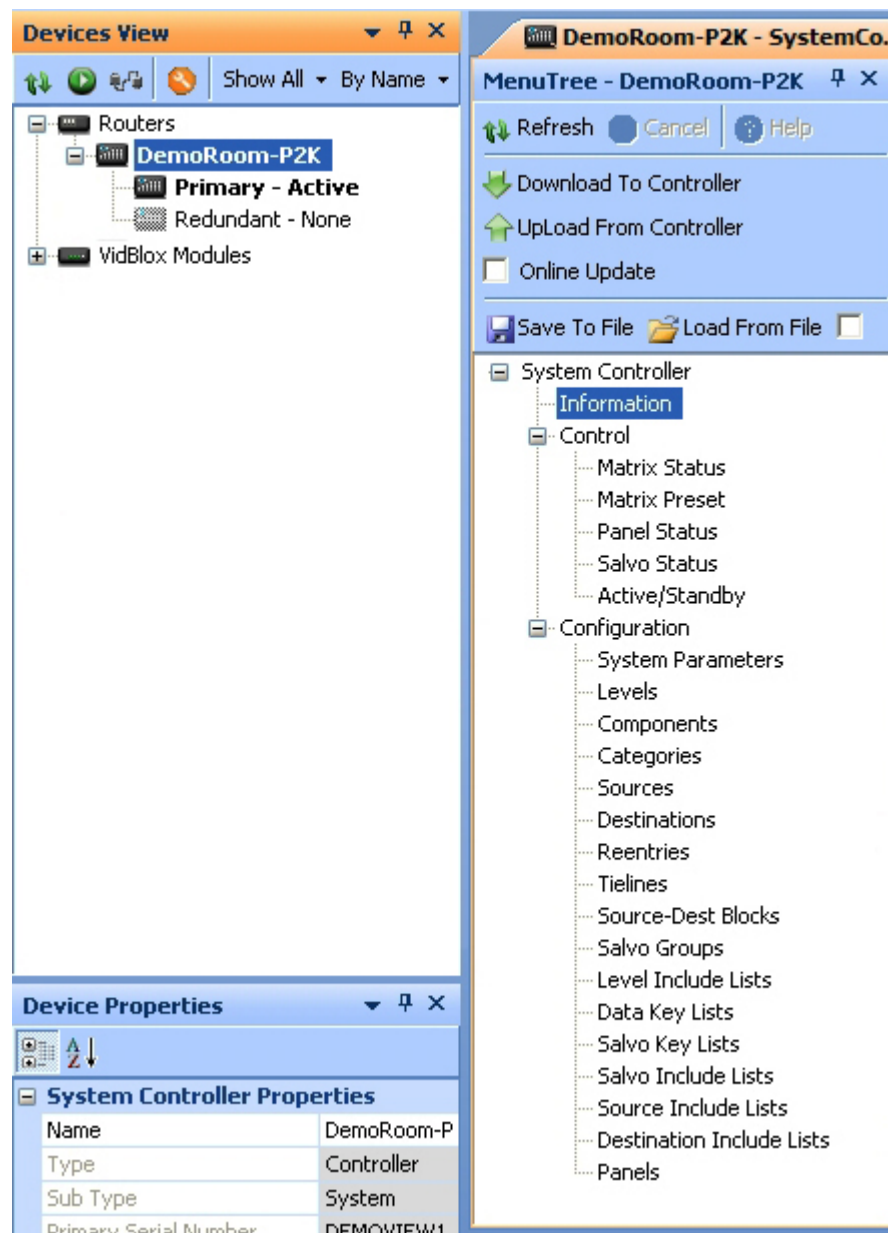 Devices View
Show All By Name
Routers
DemoRoom-P2K
Primary - Active
Redundant - None
VidBlox Modules
Device Properties
A
Z
System Controller Properties
Name DemoRoom-P
Type Controller
Sub Type System
Primary Serial Number DEMOVIEW1
DemoRoom-P2K - SystemCo.
MenuTree - DemoRoom-P2K
Refresh Cancel Help
Download To Controller
UpLoad From Controller
Online Update
Save To File Load From File
System Controller
Information
Control
Matrix Status
Matrix Preset
Panel Status
Salvo Status
Active/Standby
Configuration
System Parameters
Levels
Components
Categories
Sources
Destinations
Reentries
Tielines
Source-Dest Blocks
Salvo Groups
Level Include Lists
Data Key Lists
Salvo Key Lists
Salvo Include Lists
Source Include Lists
Destination Include Lists
Panels